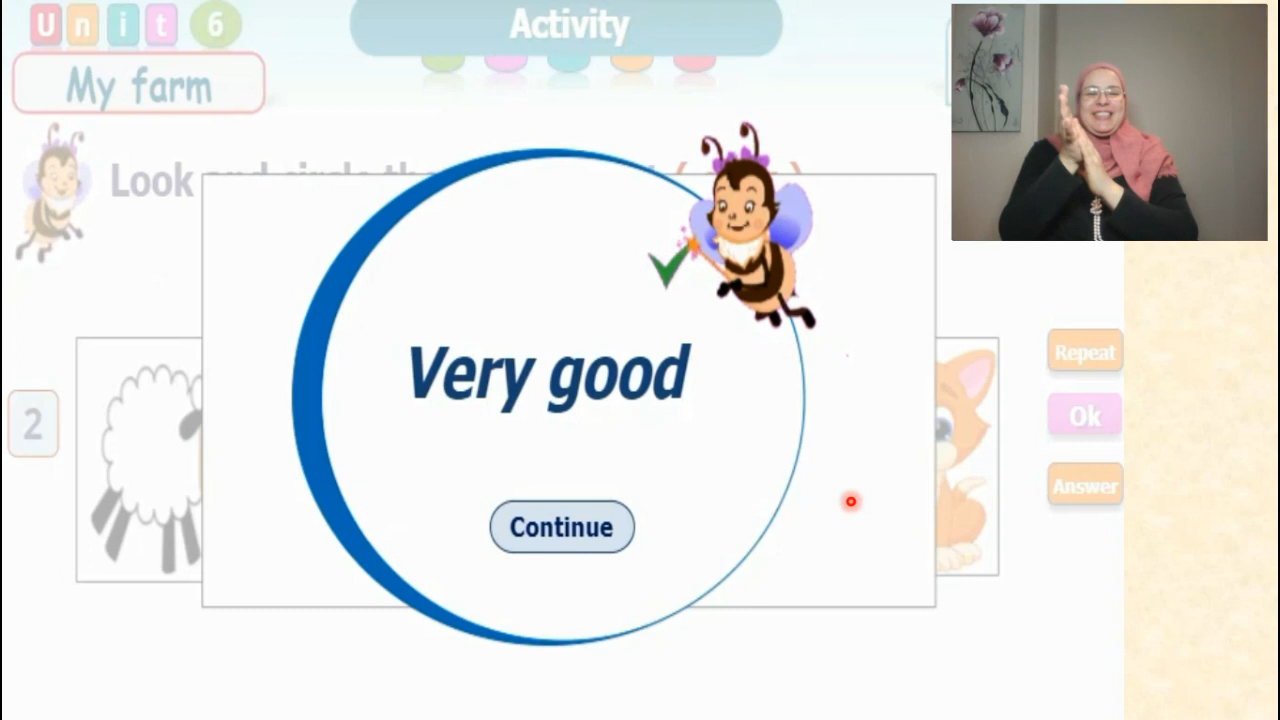 Unit 6
Activity
My farm
Look
Very good
Continue
2
Repeat
Ok
Answer